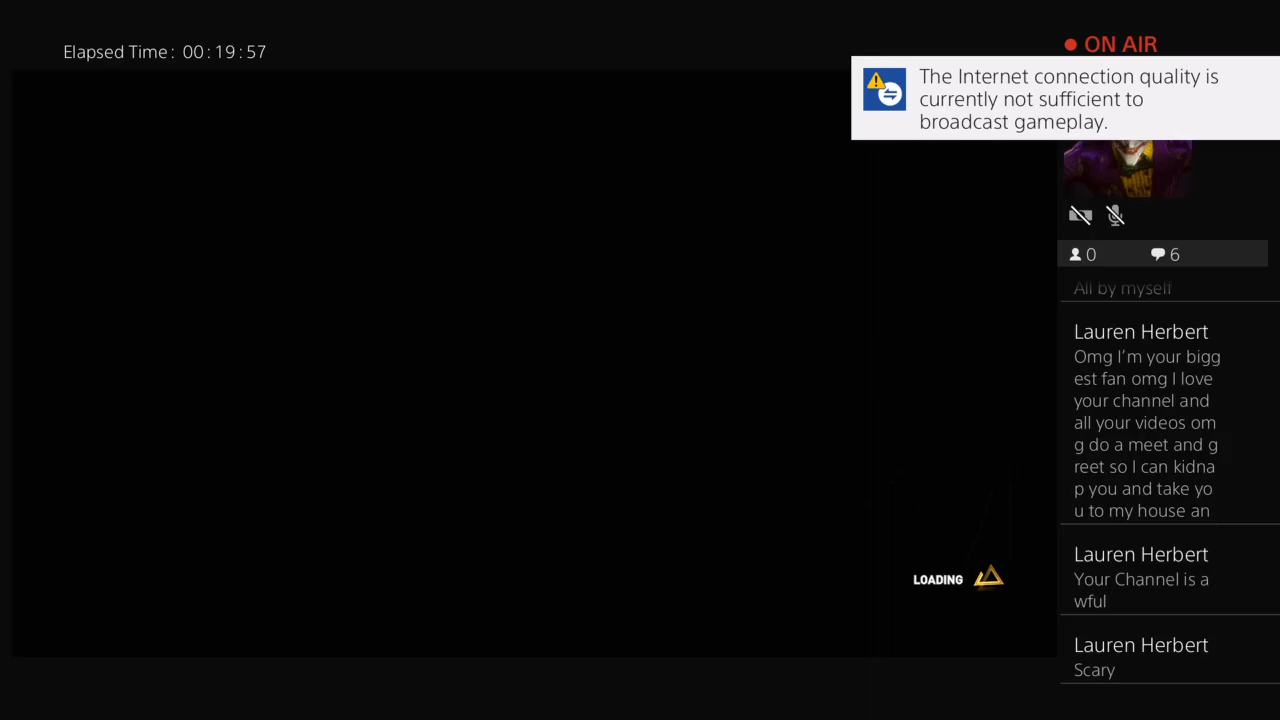 Elapsed Time: 00:19:57
ON AIR
The Internet connection quality is
currently not sufficient to
broadcast gameplay.
0 6
All by myself
Lauren Herbert
Omg I'm your bigg
est fan omg I love
your channel and
all your videos om
g do a meet and g
reet so I can kidna
p you and take yo
u to my house an
Lauren Herbert
Your Channel is a
wful
Lauren Herbert
Scary
LOADING